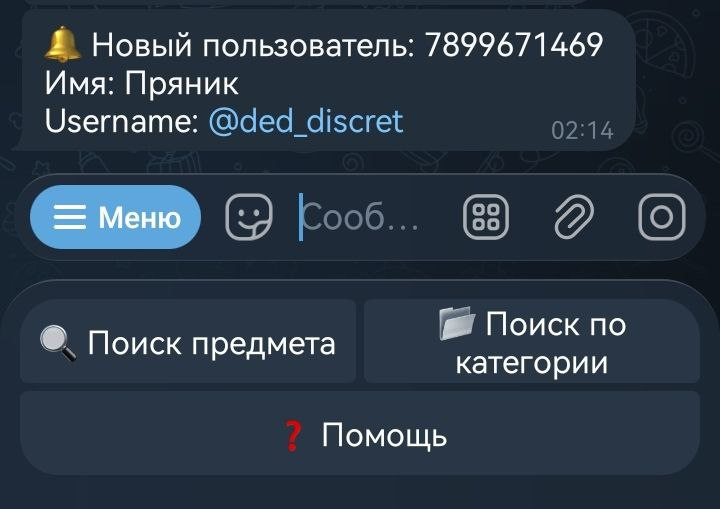 🔔 Новый пользователь: 7899671469
Имя: Пряник
Username: @ded_discret
02:14
Меню
Сооб...
🔍 Поиск предмета
📁 Поиск по
категории
❓ Помощь